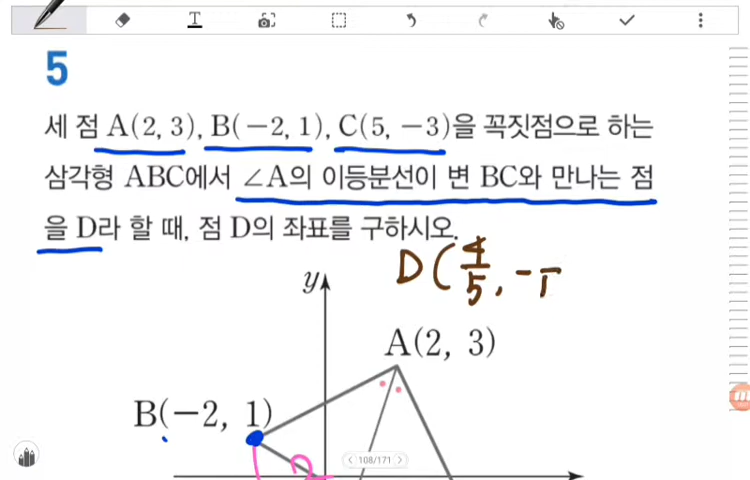 5
세 점 A(2, 3), B(−2, 1), C(5, −3)을 꼭짓점으로 하는
삼각형 ABC에서 ∠A의 이등분선이 변 BC와 만나는 점
을 D라 할 때, 점 D의 좌표를 구하시오.
D(4/5, −
y
A(2, 3)
B(−2, 1)
108/171